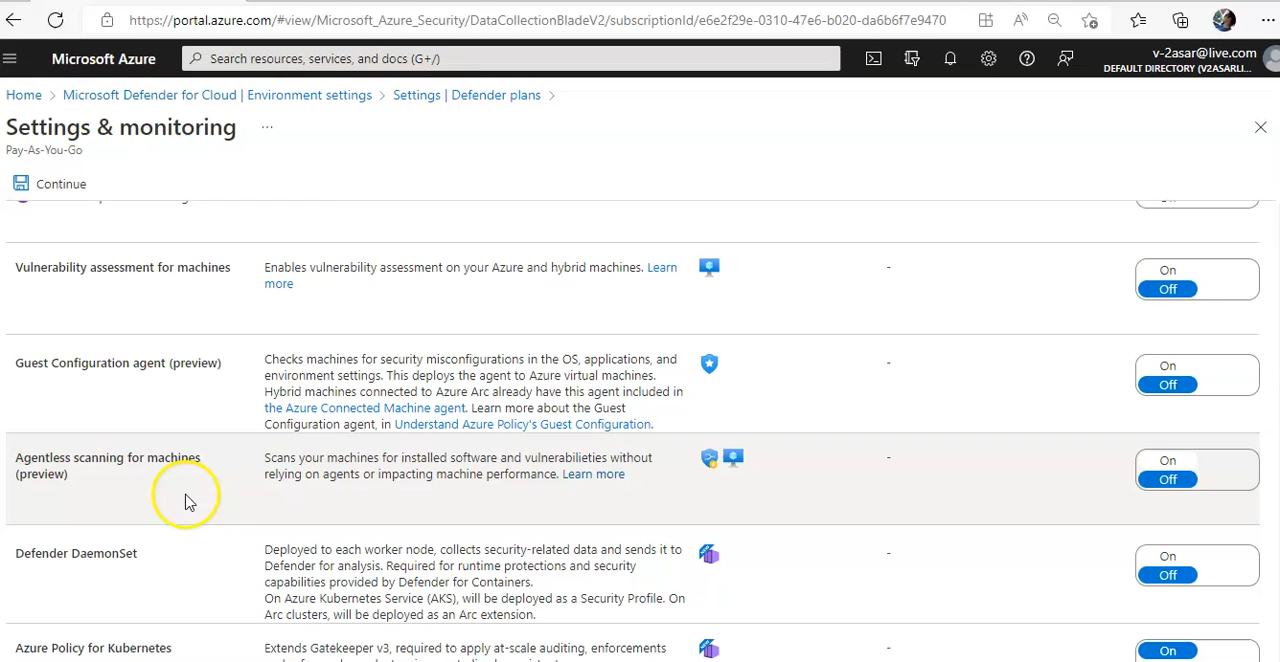 https://portal.azure.com/#view/Microsoft_Azure_Security/DataCollectionBladeV2/subscriptionId/e6e2f29e-0310-47e6-b020-da6b6f7e9470
Microsoft Azure
Search resources, services, and docs (G+/)
v-2asar@live.com
DEFAULT DIRECTORY (V2ASARLI...
Home > Microsoft Defender for Cloud | Environment settings > Settings | Defender plans >
Settings & monitoring ...
Pay-As-You-Go
Continue
Vulnerability assessment for machines
Enables vulnerability assessment on your Azure and hybrid machines. Learn
more
-
On
Off
Guest Configuration agent (preview)
Checks machines for security misconfigurations in the OS, applications, and
environment settings. This deploys the agent to Azure virtual machines.
Hybrid machines connected to Azure Arc already have this agent included in
the Azure Connected Machine agent. Learn more about the Guest
Configuration agent, in Understand Azure Policy's Guest Configuration.
-
On
Off
Agentless scanning for machines
(preview)
Scans your machines for installed software and vulnerabilities without
relying on agents or impacting machine performance. Learn more
-
On
Off
Defender DaemonSet
Deployed to each worker node, collects security-related data and sends it to
Defender for analysis. Required for runtime protections and security
capabilities provided by Defender for Containers.
On Azure Kubernetes Service (AKS), will be deployed as a Security Profile. On
Arc clusters, will be deployed as an Arc extension.
-
On
Off
Azure Policy for Kubernetes
Extends Gatekeeper v3, required to apply at-scale auditing, enforcements
-
On